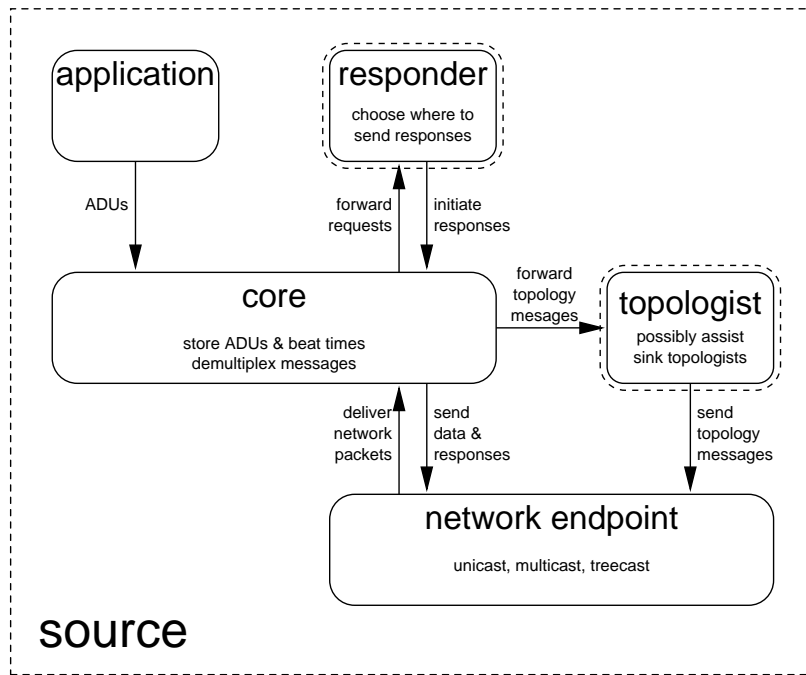 application
responder
choose where to
send responses
ADUs
forward
requests
initiate
responses
core
store ADUs & beat times
demultiplex messages
forward
topology
mesages
topologist
possibly assist
sink topologists
deliver
network
packets
send
data &
responses
send
topology
messages
network endpoint
unicast, multicast, treecast
source